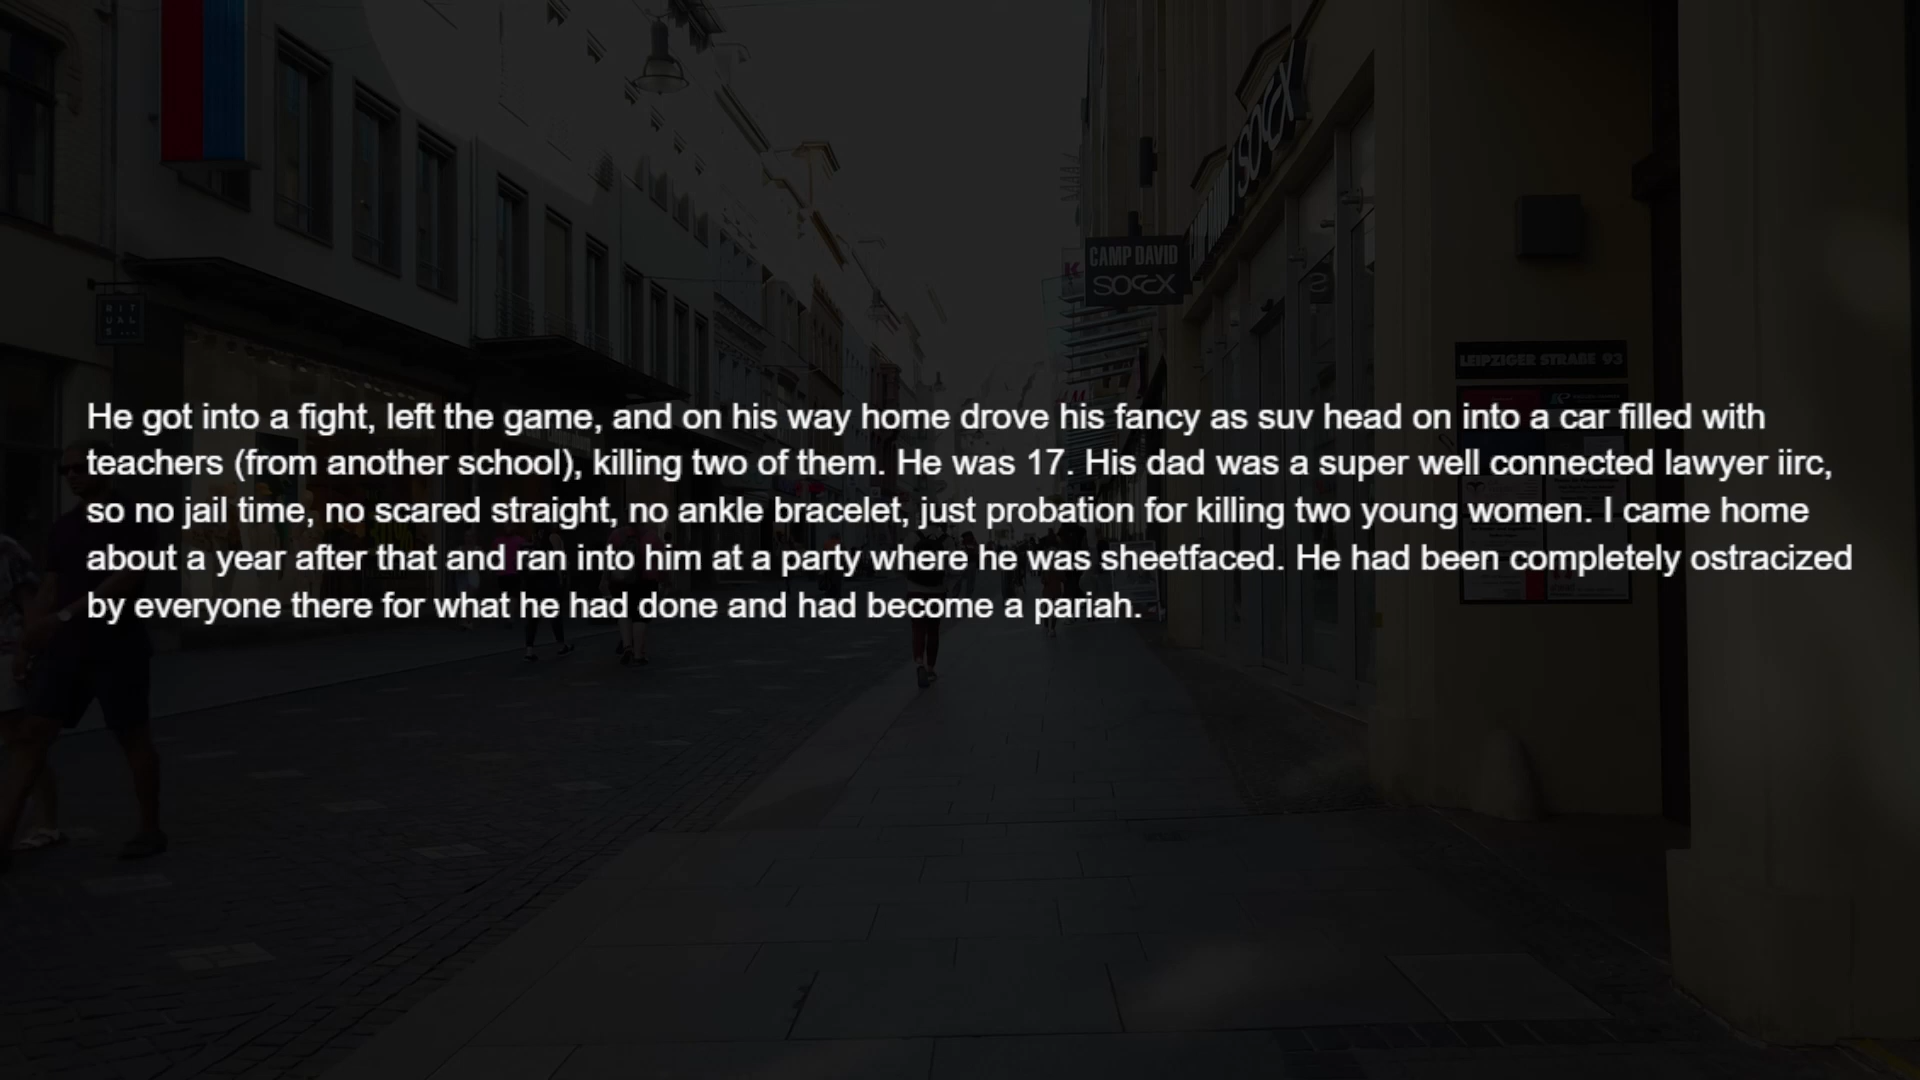 RIT
UAL
S...
CAMP DAVID
SOCCX
SOCCX
LEIPZIGER STRAßE 93
He got into a fight, left the game, and on his way home drove his fancy as suv head on into a car filled with
teachers (from another school), killing two of them. He was 17. His dad was a super well connected lawyer iirc,
so no jail time, no scared straight, no ankle bracelet, just probation for killing two young women. I came home
about a year after that and ran into him at a party where he was sheetfaced. He had been completely ostracized
by everyone there for what he had done and had become a pariah.